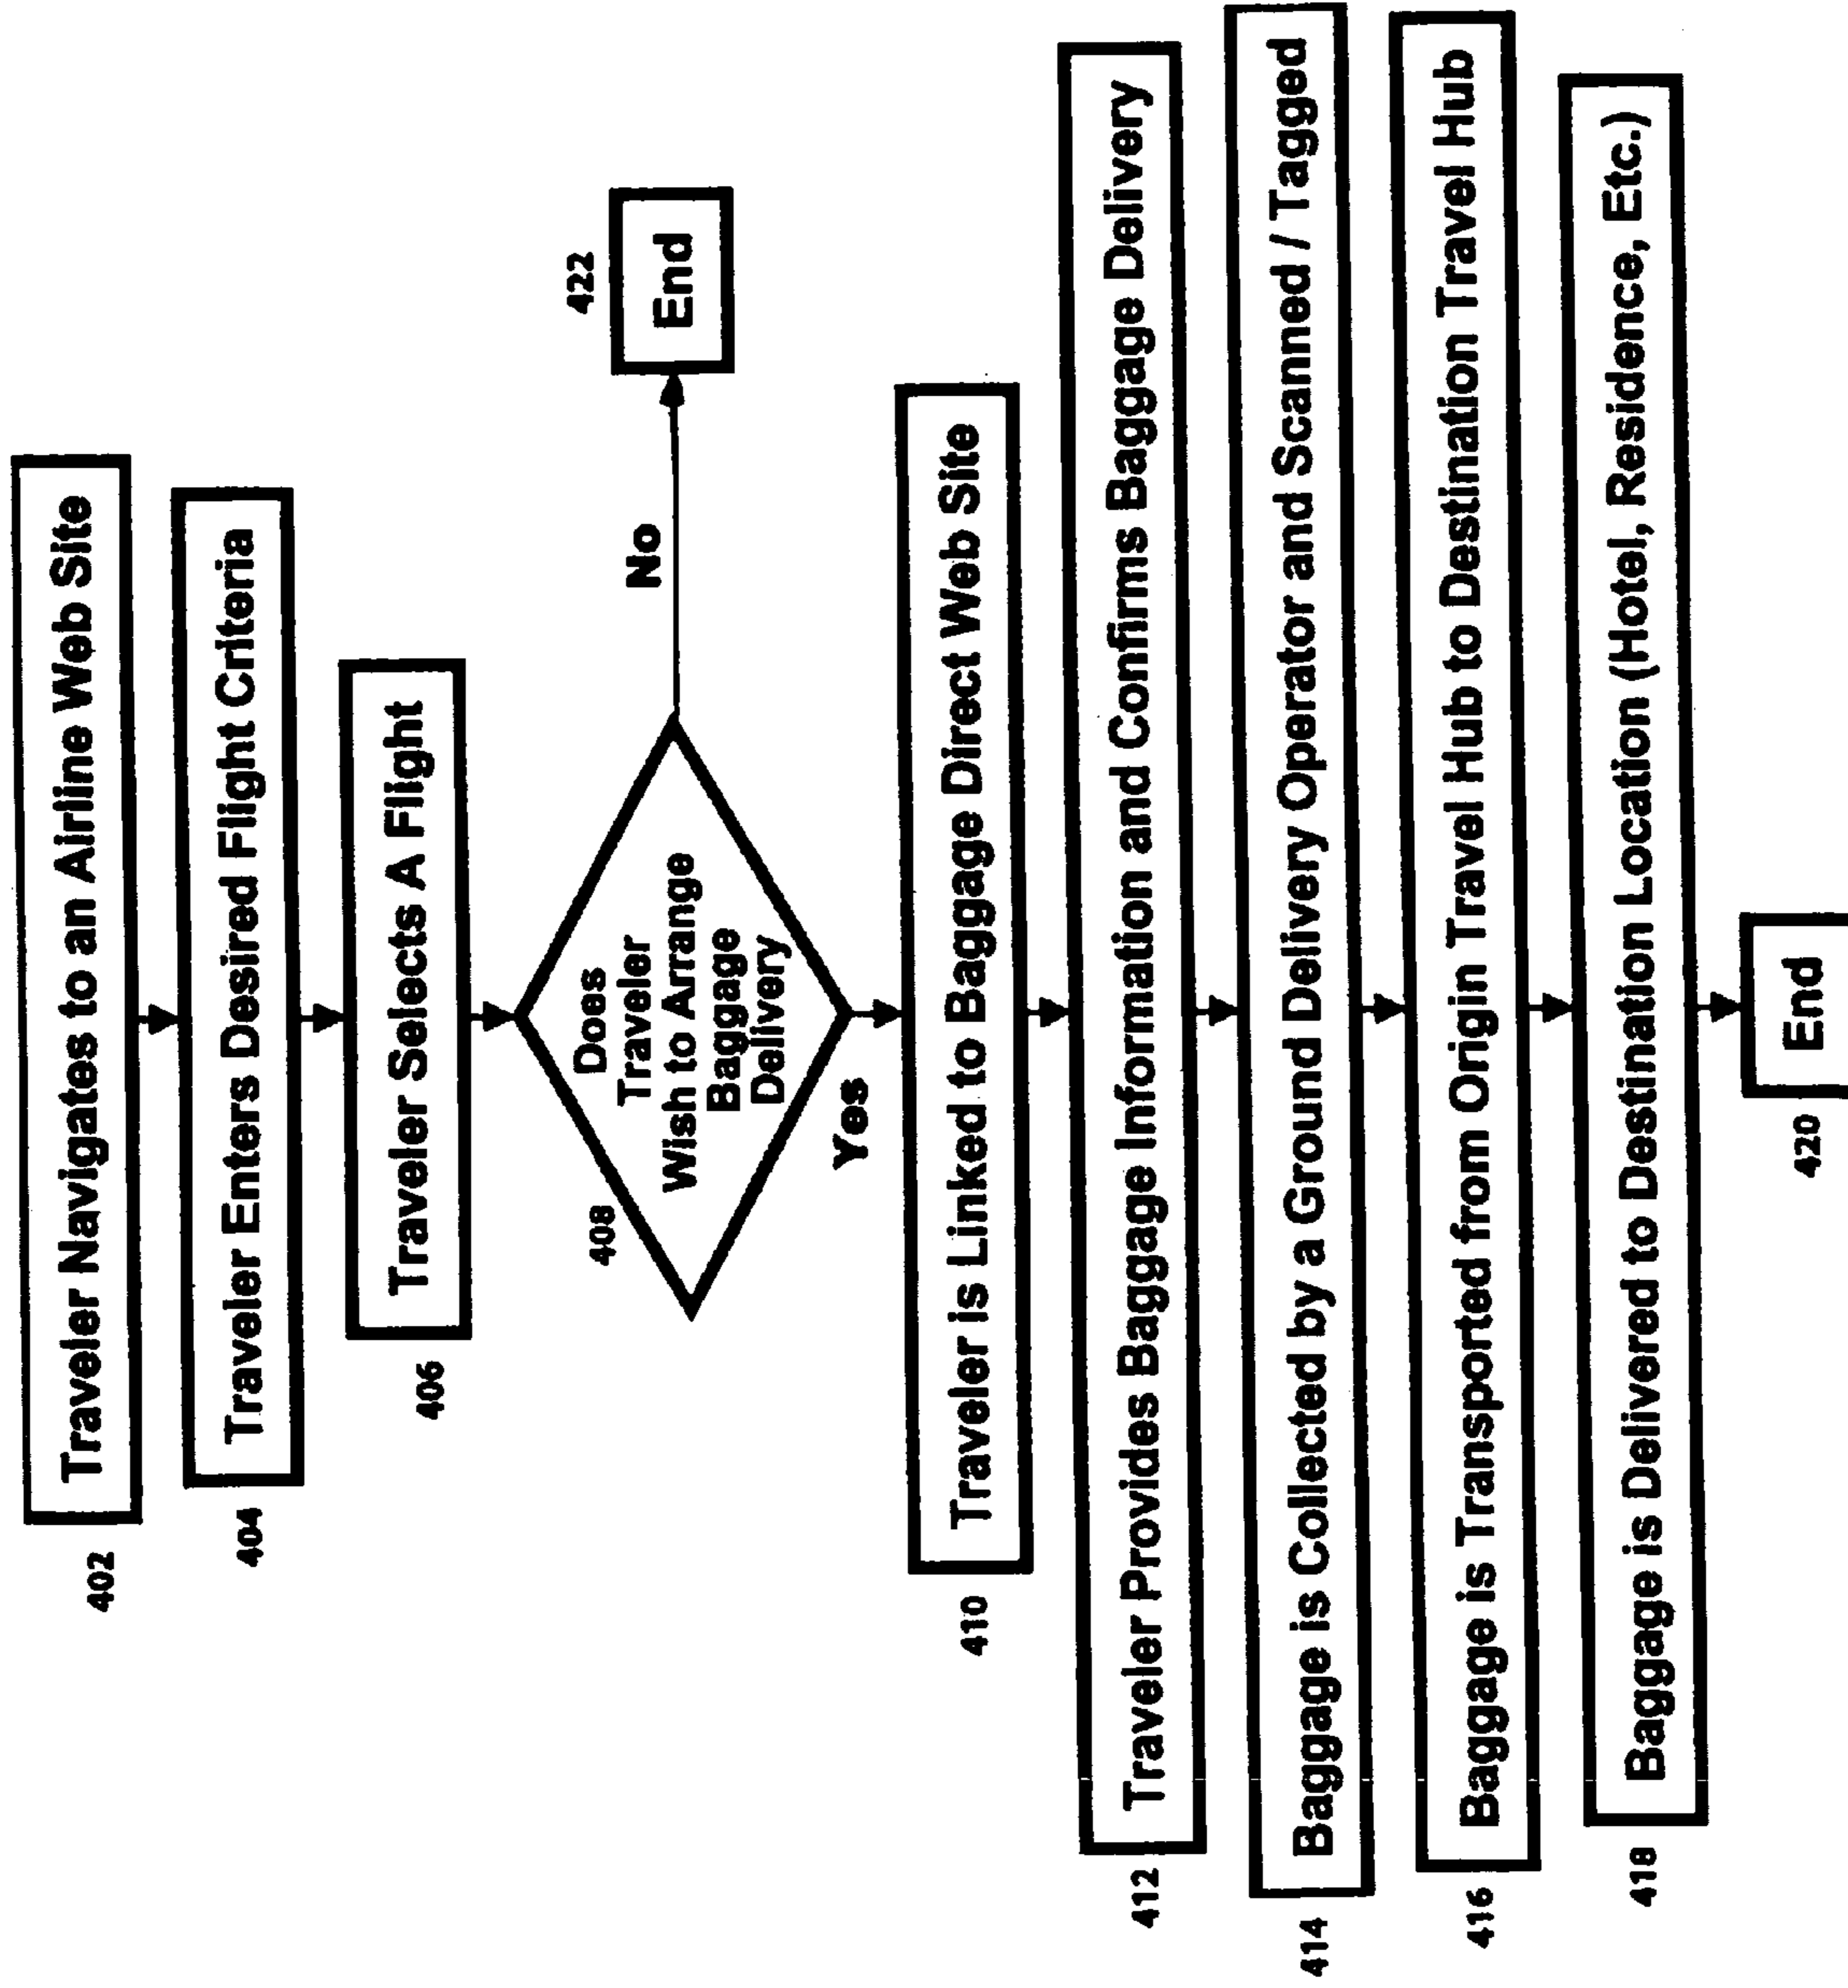 402
Traveler Navigates to an Airline Web Site
404
Traveler Enters Desired Flight Criteria
406
Traveler Selects A Flight
408
Does
Traveler
Wish to Arrange
Baggage
Delivery
No
422
End
Yes
410
Traveler is Linked to Baggage Direct Web Site
412
Traveler Provides Baggage Information and Confirms Baggage Delivery
414
Baggage is Collected by a Ground Delivery Operator and Scanned / Tagged
416
Baggage is Transported from Origin Travel Hub to Destination Travel Hub
418
Baggage is Delivered to Destination Location (Hotel, Residence, Etc.)
420
End